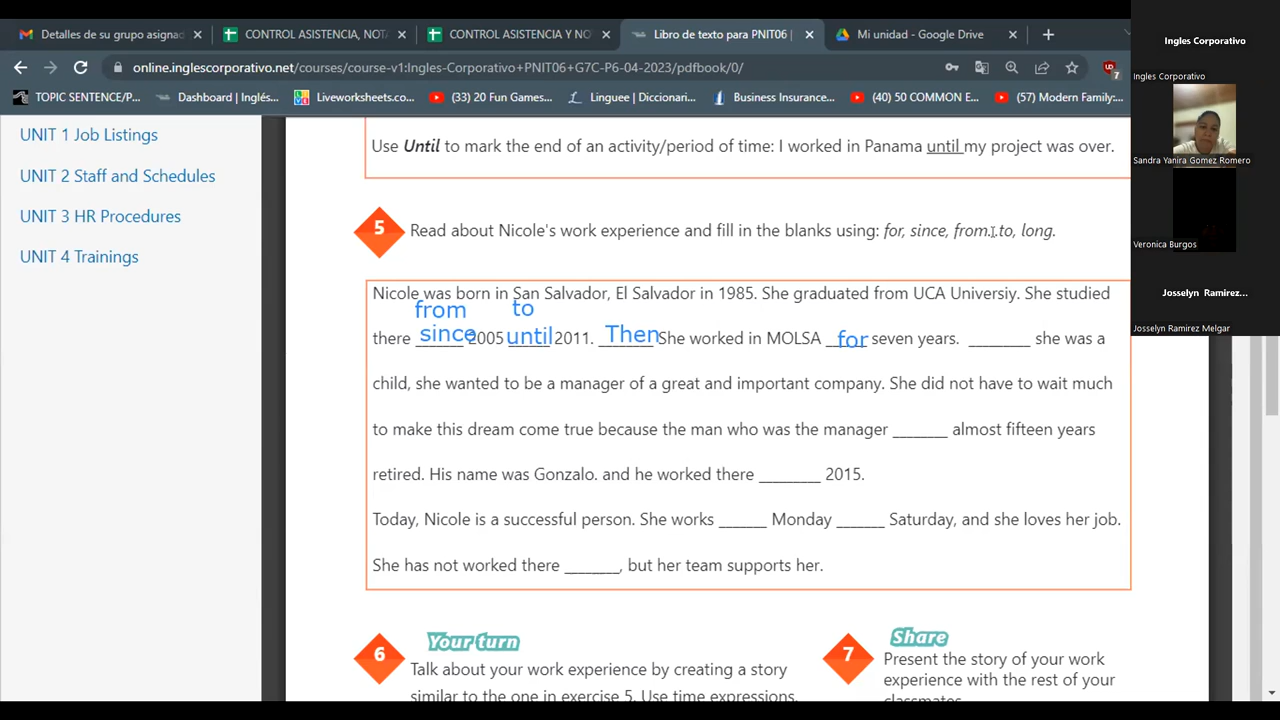 Detalles de su grupo asignac
CONTROL ASISTENCIA, NOTA
CONTROL ASISTENCIA Y NO
Libro de texto para PNIT06 |
Mi unidad - Google Drive
online.inglescorporativo.net/courses/course-v1:Ingles-Corporativo+PNIT06+G7C-P6-04-2023/pdfbook/0/
TOPIC SENTENCE/P...
Dashboard | Inglés...
Liveworksheets.co...
(33) 20 Fun Games...
Linguee | Diccionari...
Business Insurance...
(40) 50 COMMON E...
(57) Modern Family:...
UNIT 1 Job Listings
UNIT 2 Staff and Schedules
UNIT 3 HR Procedures
UNIT 4 Trainings
Use Until to mark the end of an activity/period of time: I worked in Panama until my project was over.
5 Read about Nicole's work experience and fill in the blanks using: for, since, from...to, long.
Nicole was born in San Salvador, El Salvador in 1985. She graduated from UCA Universiy. She studied
from to
there since 2005 until 2011. Then She worked in MOLSA for seven years. ________ she was a
child, she wanted to be a manager of a great and important company. She did not have to wait much
to make this dream come true because the man who was the manager _______ almost fifteen years
retired. His name was Gonzalo. and he worked there ________ 2015.
Today, Nicole is a successful person. She works ______ Monday ______ Saturday, and she loves her job.
She has not worked there _______, but her team supports her.
6 Your turn
Talk about your work experience by creating a story
similar to the one in exercise 5. Use time expressions.
7 Share
Present the story of your work
experience with the rest of your
classmates.
Ingles Corporativo
Ingles Corporativo
Sandra Yanira Gomez Romero
Veronica Burgos
Josselyn Ramirez...
Josselyn Ramirez Melgar